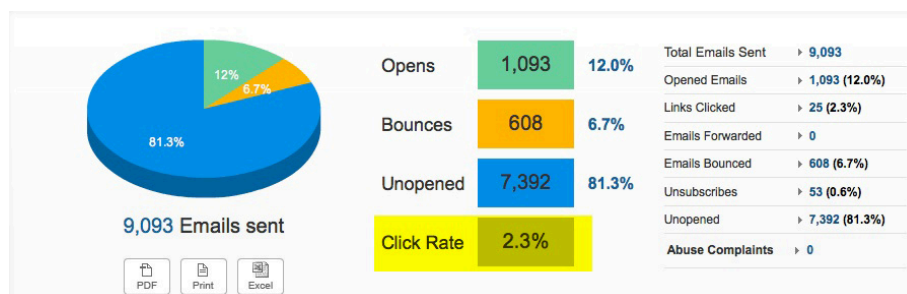 12%
6.7%
81.3%
9,093 Emails sent
PDF
Print
Excel
Opens 1,093 12.0%
Bounces 608 6.7%
Unopened 7,392 81.3%
Click Rate 2.3%
Total Emails Sent 9,093
Opened Emails 1,093 (12.0%)
Links Clicked 25 (2.3%)
Emails Forwarded 0
Emails Bounced 608 (6.7%)
Unsubscribes 53 (0.6%)
Unopened 7,392 (81.3%)
Abuse Complaints 0